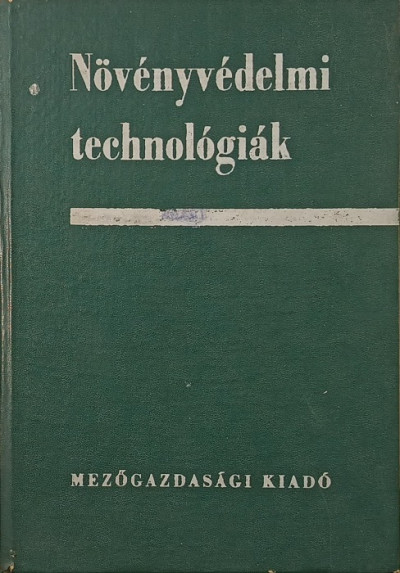 Növényvédelmi
technológiák
MEZŐGAZDASÁGI KIADÓ